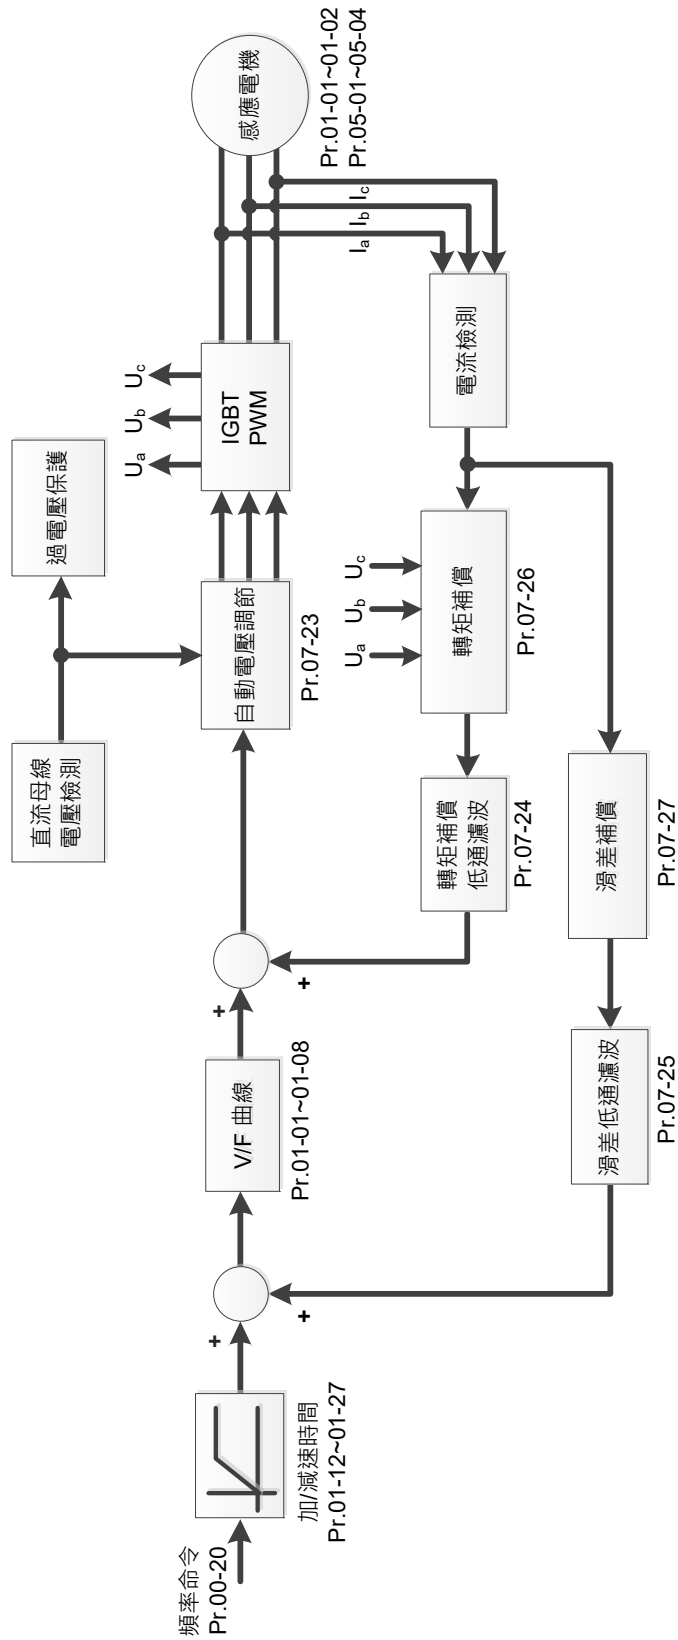 頻率命令
Pr.00-20
加/減速時間
Pr.01-12~01-27
+
+
V/F 曲線
Pr.01-01~01-08
+
+
直流母線
電壓檢測
過電壓保護
自動電壓調節
Pr.07-23
IGBT
PWM
Ua
Ub
Uc
感應電機
Pr.01-01~01-02
Pr.05-01~05-04
Ia
Ib
Ic
電流檢測
Ua
Ub
Uc
轉矩補償
Pr.07-26
轉矩補償
低通濾波
Pr.07-24
滑差補償
Pr.07-27
滑差低通濾波
Pr.07-25